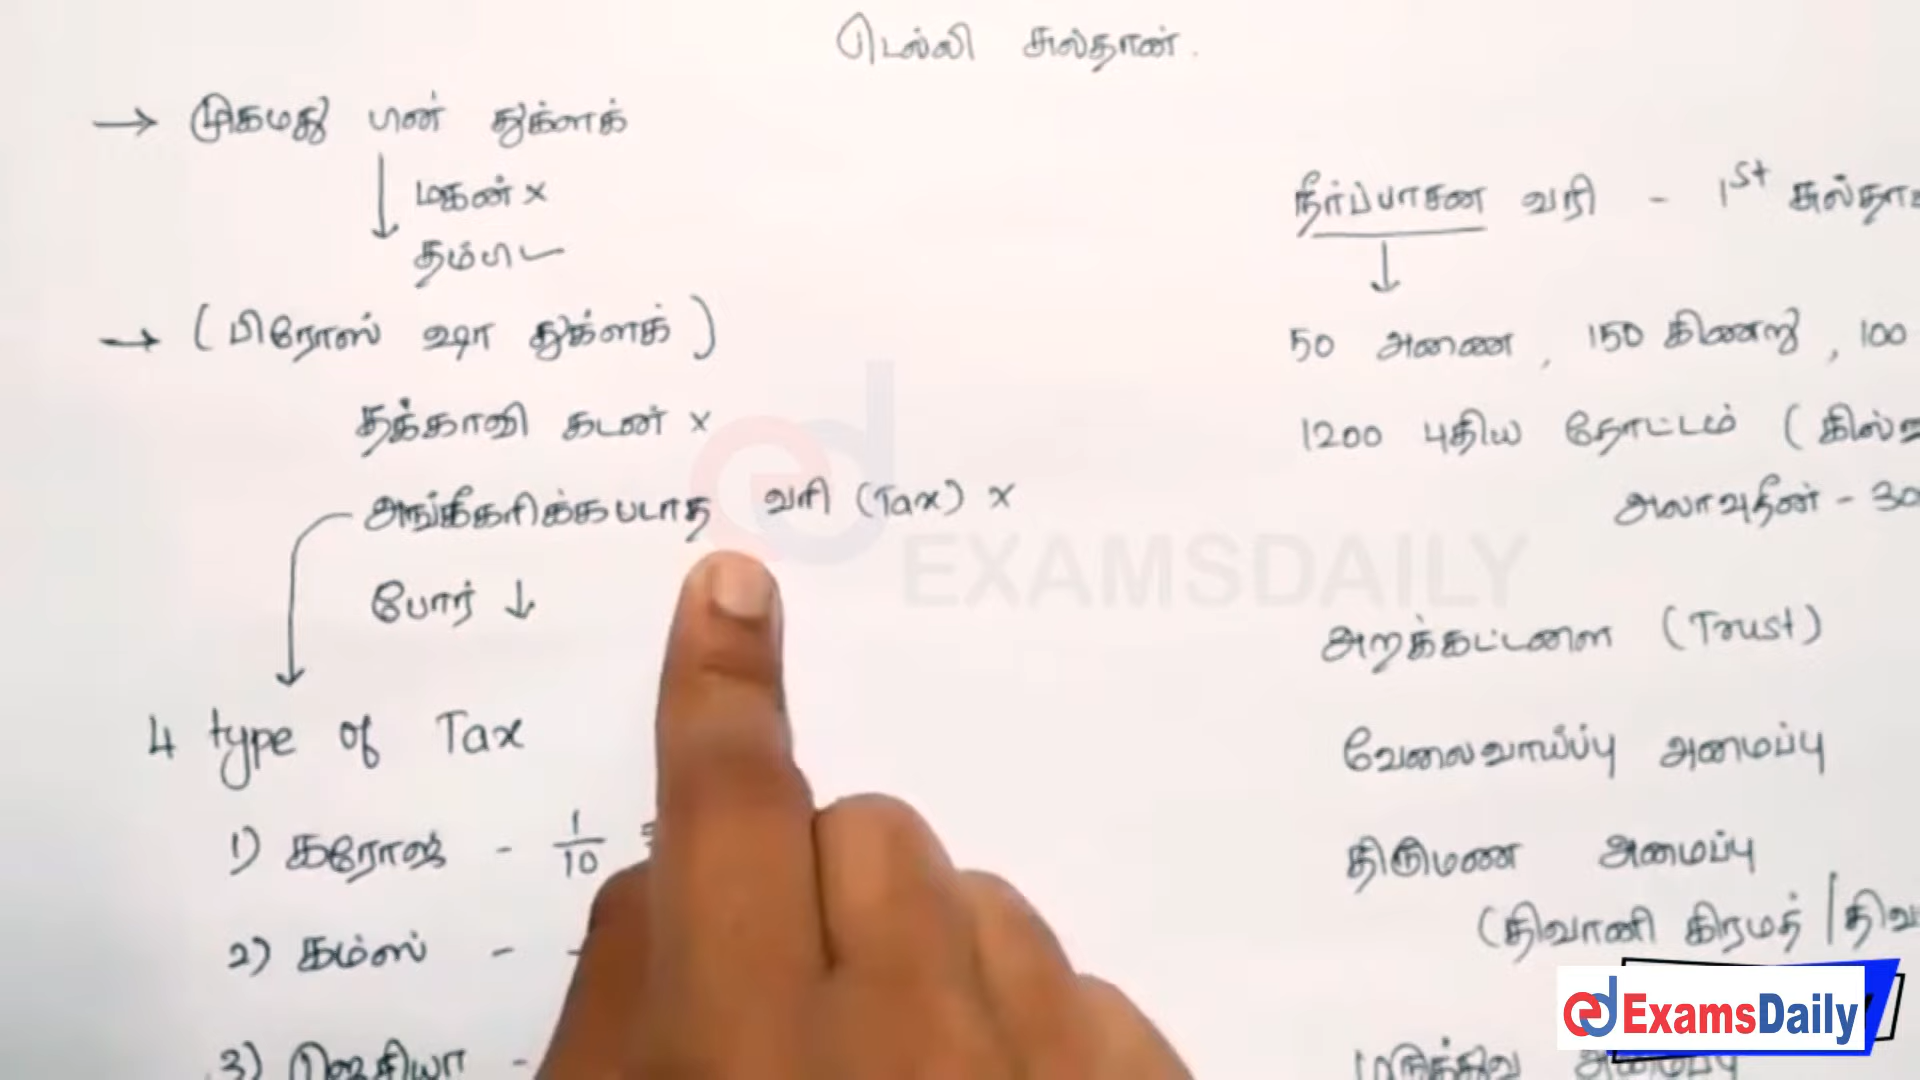 டெல்லி சுல்தான்.
→ முகமது பின் துக்ளக்
↓ மகன் x
தம்பி
→ (பிரோஸ் ஷா துக்ளக்)
தக்காவி கடன் x
அங்கீகரிக்கபடாத வரி (Tax) x
போர் ↓
4 type of Tax
1) கரோஜ் - 1/10
2) கம்ஸ் -
3) ஜெசியா -
நீர்ப்பாசன வரி - 1st
50 அணை, 150 கிணறு, 100
1200 புதிய தோட்டம் (
அலாவுதீன் - 30
அறக்கட்டளை (Trust)
வேலைவாய்ப்பு அமைப்பு
திருமண அமைப்பு
(திவானி கிரமத் /
மருத்துவ அமைப்பு
EXAMSDAILY
ExamsDaily